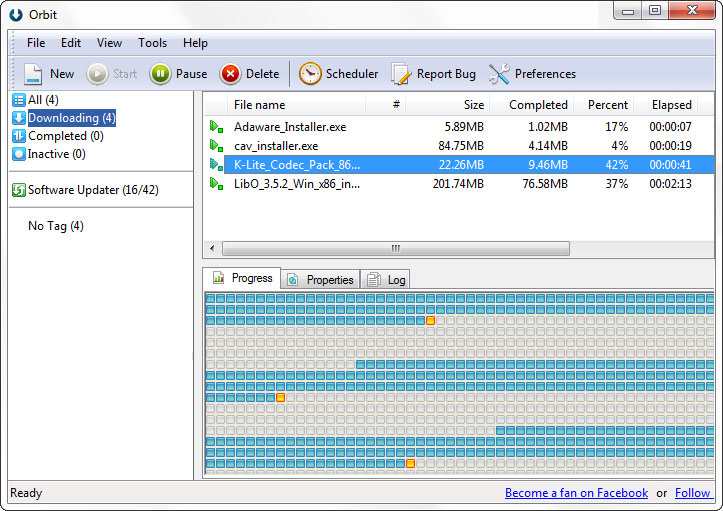 Orbit
File Edit View Tools Help
New Start Pause Delete Scheduler Report Bug Preferences
All (4)
Downloading (4)
Completed (0)
Inactive (0)
Software Updater (16/42)
No Tag (4)
File name # Size Completed Percent Elapsed
Adaware_Installer.exe 5.89MB 1.02MB 17% 00:00:07
cav_installer.exe 84.75MB 4.14MB 4% 00:00:19
K-Lite_Codec_Pack_86... 22.26MB 9.46MB 42% 00:00:41
LibO_3.5.2_Win_x86_in... 201.74MB 76.58MB 37% 00:02:13
Progress Properties Log
Ready Become a fan on Facebook or Follow